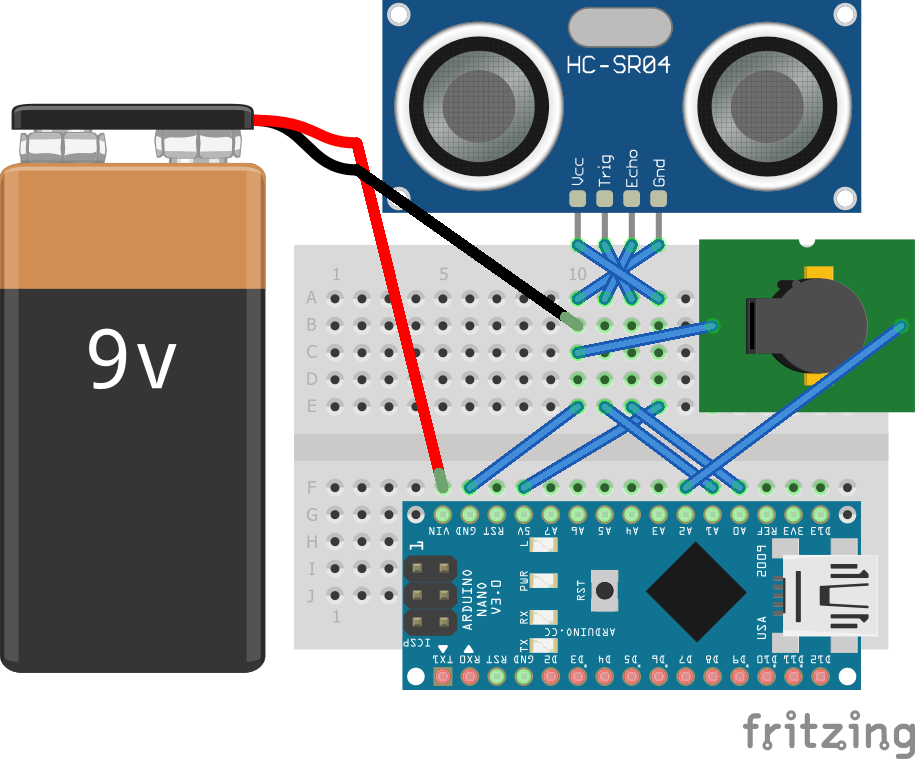 HC-SR04
Vcc Trig Echo Gnd
9v
1 5 10
A
B
C
D
E
F
G
H
I
J
1
VIN GND RST 5V A7 A6 A5 A4 A3 A2 A1 A0 REF 3V3 D13
1
L
PWR
RX
TX
RST
ARDUINO
NANO
V3.0
ARDUINO.CC
ICSP
USA
TX1 RX0 RST GND D2 D3 D4 D5 D6 D7 D8 D9 D10 D11 D12
fritzing